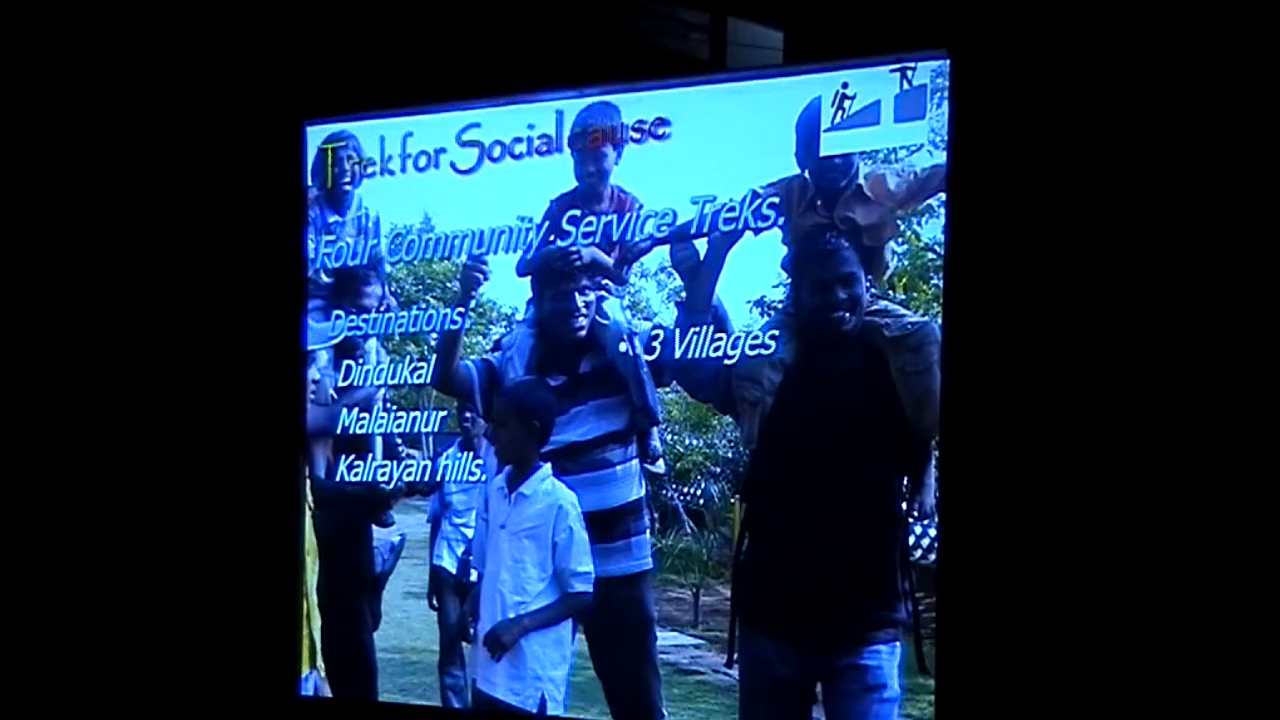 Trek for Social cause
Four Community Service Treks.
Destinations:
• 3 Villages
Dindukal
Malaianur
Kalrayan hills.